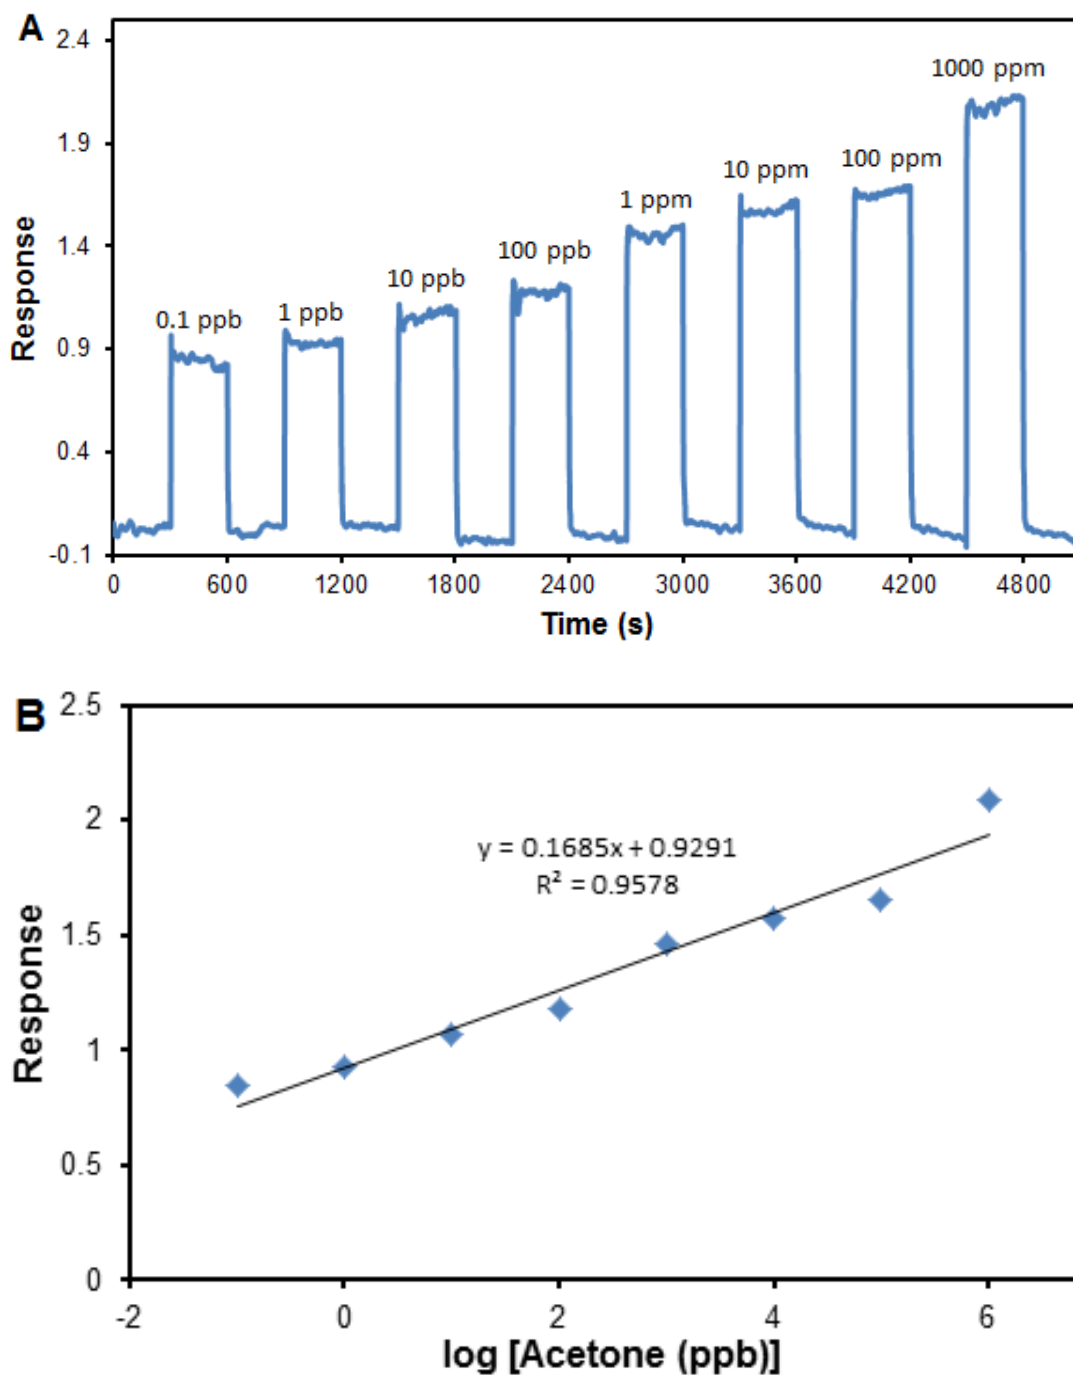 A
2.4
1.9
1.4
0.9
0.4
-0.1
Response
0.1 ppb
1 ppb
10 ppb
100 ppb
1 ppm
10 ppm
100 ppm
1000 ppm
0 600 1200 1800 2400 3000 3600 4200 4800
Time (s)
B
2.5
2
1.5
1
0.5
0
Response
y = 0.1685x + 0.9291
R² = 0.9578
-2 0 2 4 6
log [Acetone (ppb)]